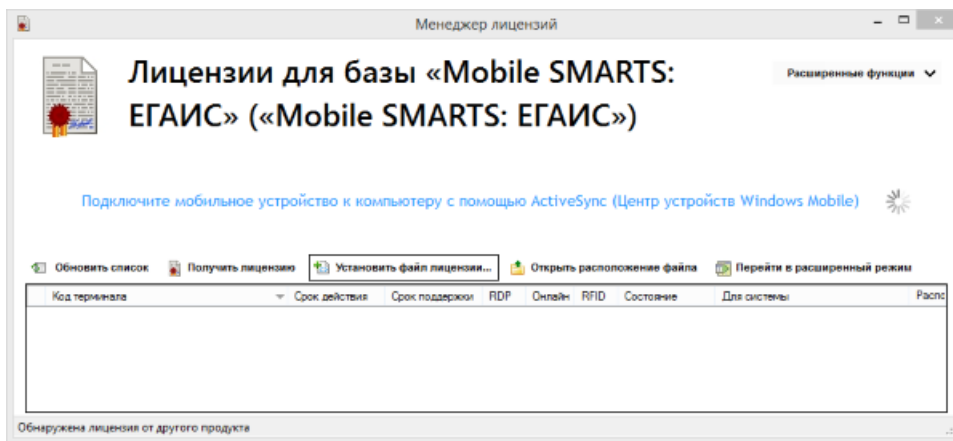 Менеджер лицензий
Лицензии для базы «Mobile SMARTS:
ЕГАИС» («Mobile SMARTS: ЕГАИС»)
Расширенные функции
Подключите мобильное устройство к компьютеру с помощью ActiveSync (Центр устройств Windows Mobile)
Обновить список Получить лицензию Установить файл лицензии... Открыть расположение файла Перейти в расширенный режим
Код терминала Срок действия Срок поддержки RDP Онлайн RFID Состояние Для системы Распо
Обнаружена лицензия от другого продукта